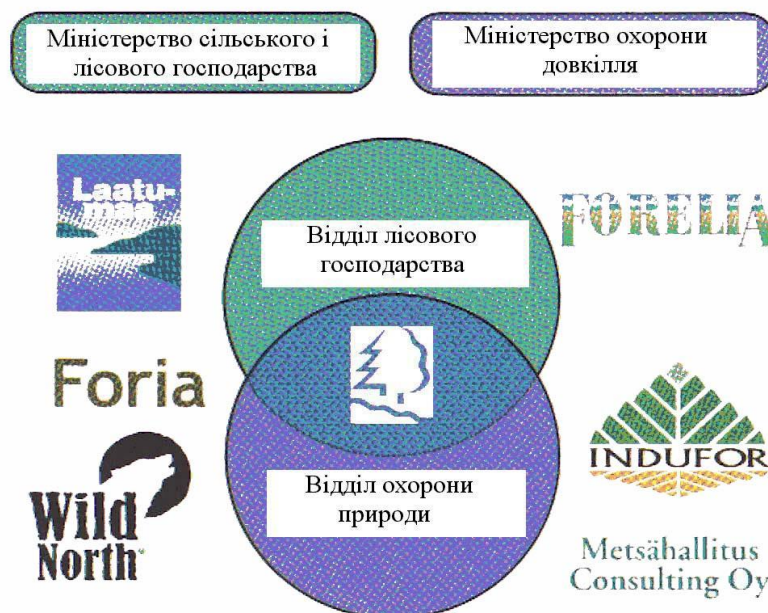 Міністерство сільського і
лісового господарства
Міністерство охорони
довкілля
Laatu-
maa
FORELIA
Відділ лісового
господарства
Foria
INDUFOR
Wild
North
Відділ охорони
природи
Metsähallitus
Consulting Oy